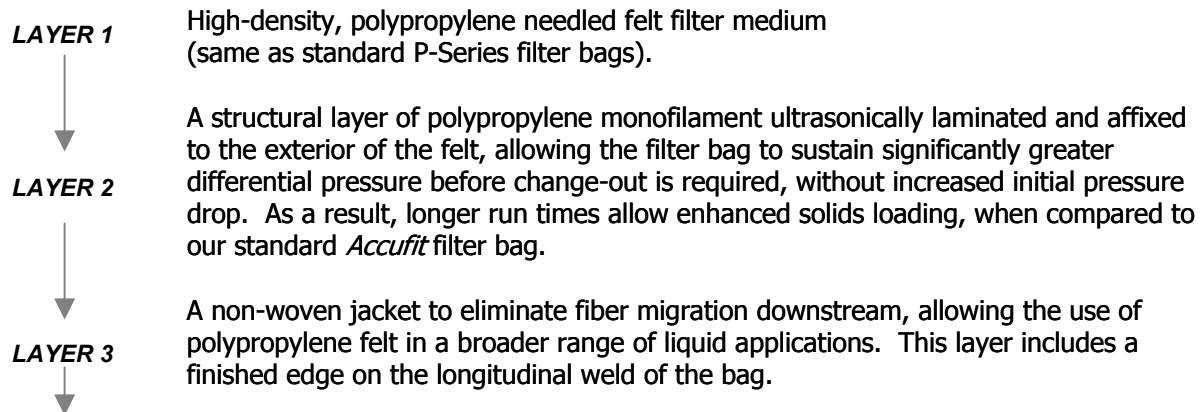 LAYER 1
High-density, polypropylene needled felt filter medium
(same as standard P-Series filter bags).
A structural layer of polypropylene monofilament ultrasonically laminated and affixed
to the exterior of the felt, allowing the filter bag to sustain significantly greater
LAYER 2
differential pressure before change-out is required, without increased initial pressure
drop.  As a result, longer run times allow enhanced solids loading, when compared to
our standard Accufit filter bag.
A non-woven jacket to eliminate fiber migration downstream, allowing the use of
LAYER 3
polypropylene felt in a broader range of liquid applications.  This layer includes a
finished edge on the longitudinal weld of the bag.